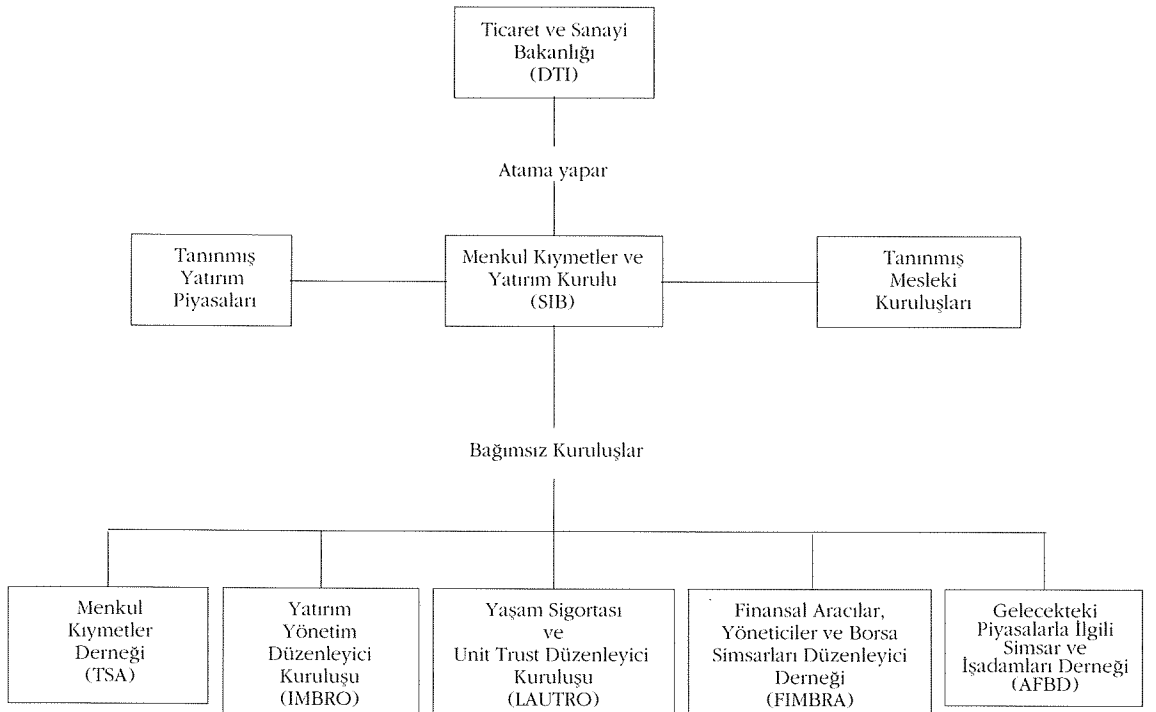 Ticaret ve Sanayi
Bakanlığı
(DTI)
Atama yapar
Tanınmış
Yatırım
Piyasaları
Menkul Kıymetler ve
Yatırım Kurulu
(SIB)
Tanınmış
Mesleki
Kuruluşları
Bağımsız Kuruluşlar
Menkul
Kıymetler
Derneği
(TSA)
Yatırım
Yönetim
Düzenleyici
Kuruluşu
(IMBRO)
Yaşam Sigortası
ve
Unit Trust Düzenleyici
Kuruluşu
(LAUTRO)
Finansal Aracılar,
Yöneticiler ve Borsa
Simsarları Düzenleyici
Derneği
(FIMBRA)
Gelecekteki
Piyasalarla İlgili
Simsar ve
İşadamları Derneği
(AFBD)